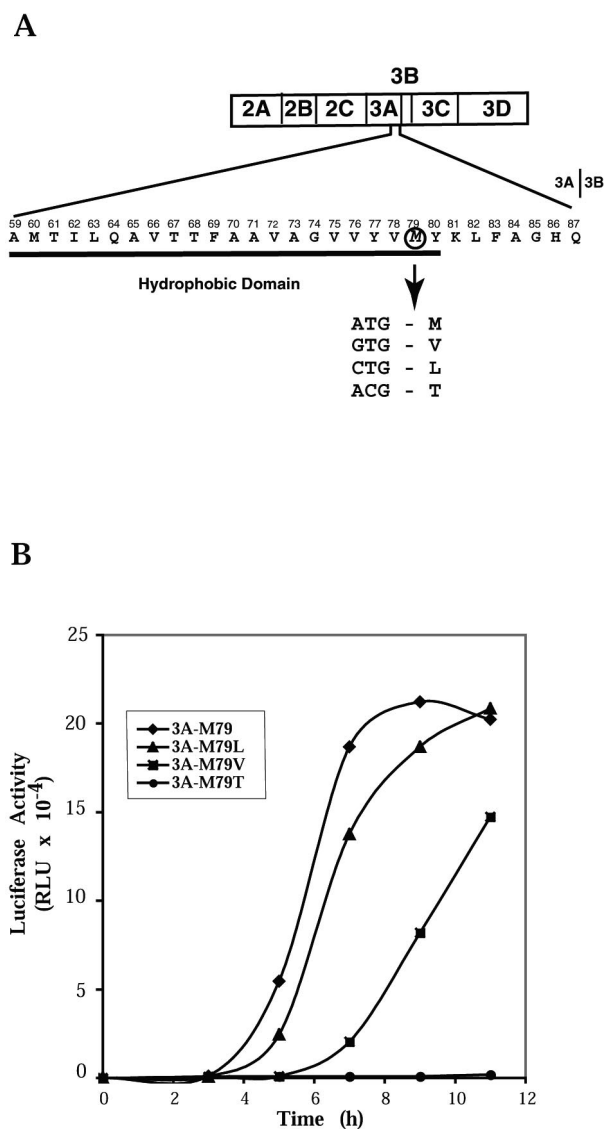 A
3B
2A 2B 2C 3A 3C 3D
3A 3B
59 60 61 62 63 64 65 66 67 68 69 70 71 72 73 74 75 76 77 78 79 80 81 82 83 84 85 86 87
A M T I L Q A V T T F A A V A G V V Y V M Y K L F A G H Q
Hydrophobic Domain
ATG - M
GTG - V
CTG - L
ACG - T
B
25
20
15
10
5
0
Luciferase Activity
(RLU x 10-4)
3A-M79
3A-M79L
3A-M79V
3A-M79T
0 2 4 6 8 10 12
Time (h)